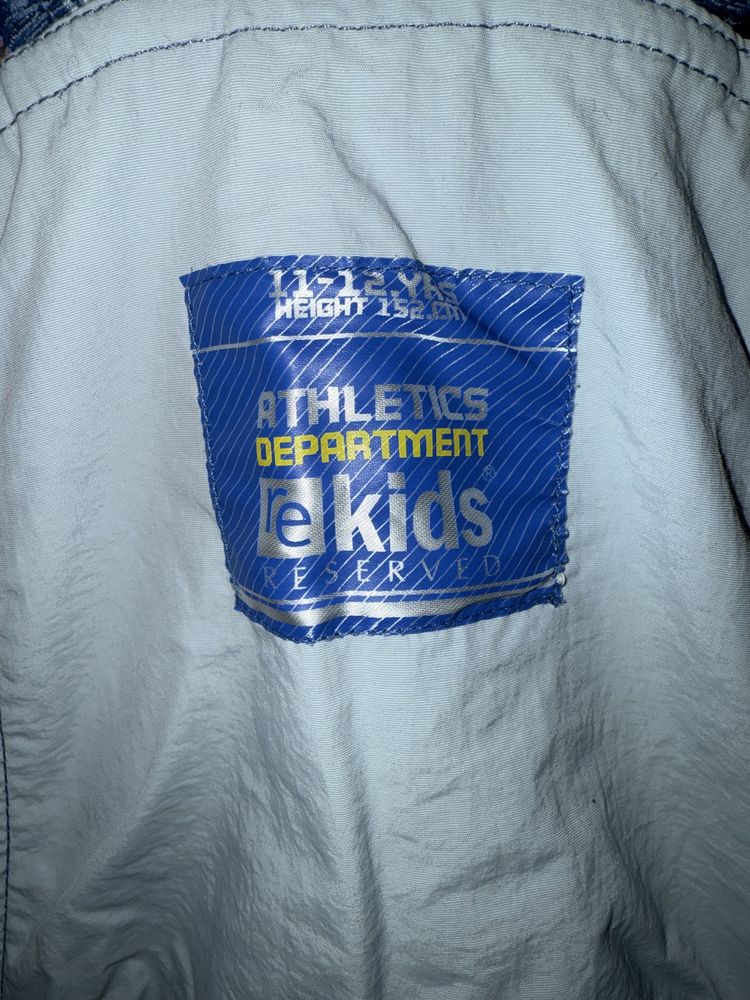 11-12.YRS
HEIGHT 152.CM
ATHLETICS
DEPARTMENT
re kids®
RESERVED